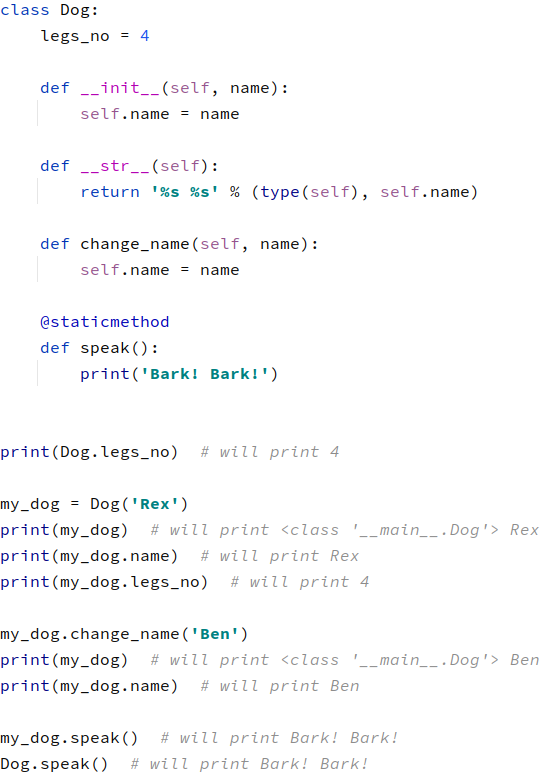 class Dog:
    legs_no = 4

    def __init__(self, name):
        self.name = name

    def __str__(self):
        return '%s %s' % (type(self), self.name)

    def change_name(self, name):
        self.name = name

    @staticmethod
    def speak():
        print('Bark! Bark!')


print(Dog.legs_no)  # will print 4

my_dog = Dog('Rex')
print(my_dog)  # will print <class '__main__.Dog'> Rex
print(my_dog.name)  # will print Rex
print(my_dog.legs_no)  # will print 4

my_dog.change_name('Ben')
print(my_dog)  # will print <class '__main__.Dog'> Ben
print(my_dog.name)  # will print Ben

my_dog.speak()  # will print Bark! Bark!
Dog.speak()  # will print Bark! Bark!